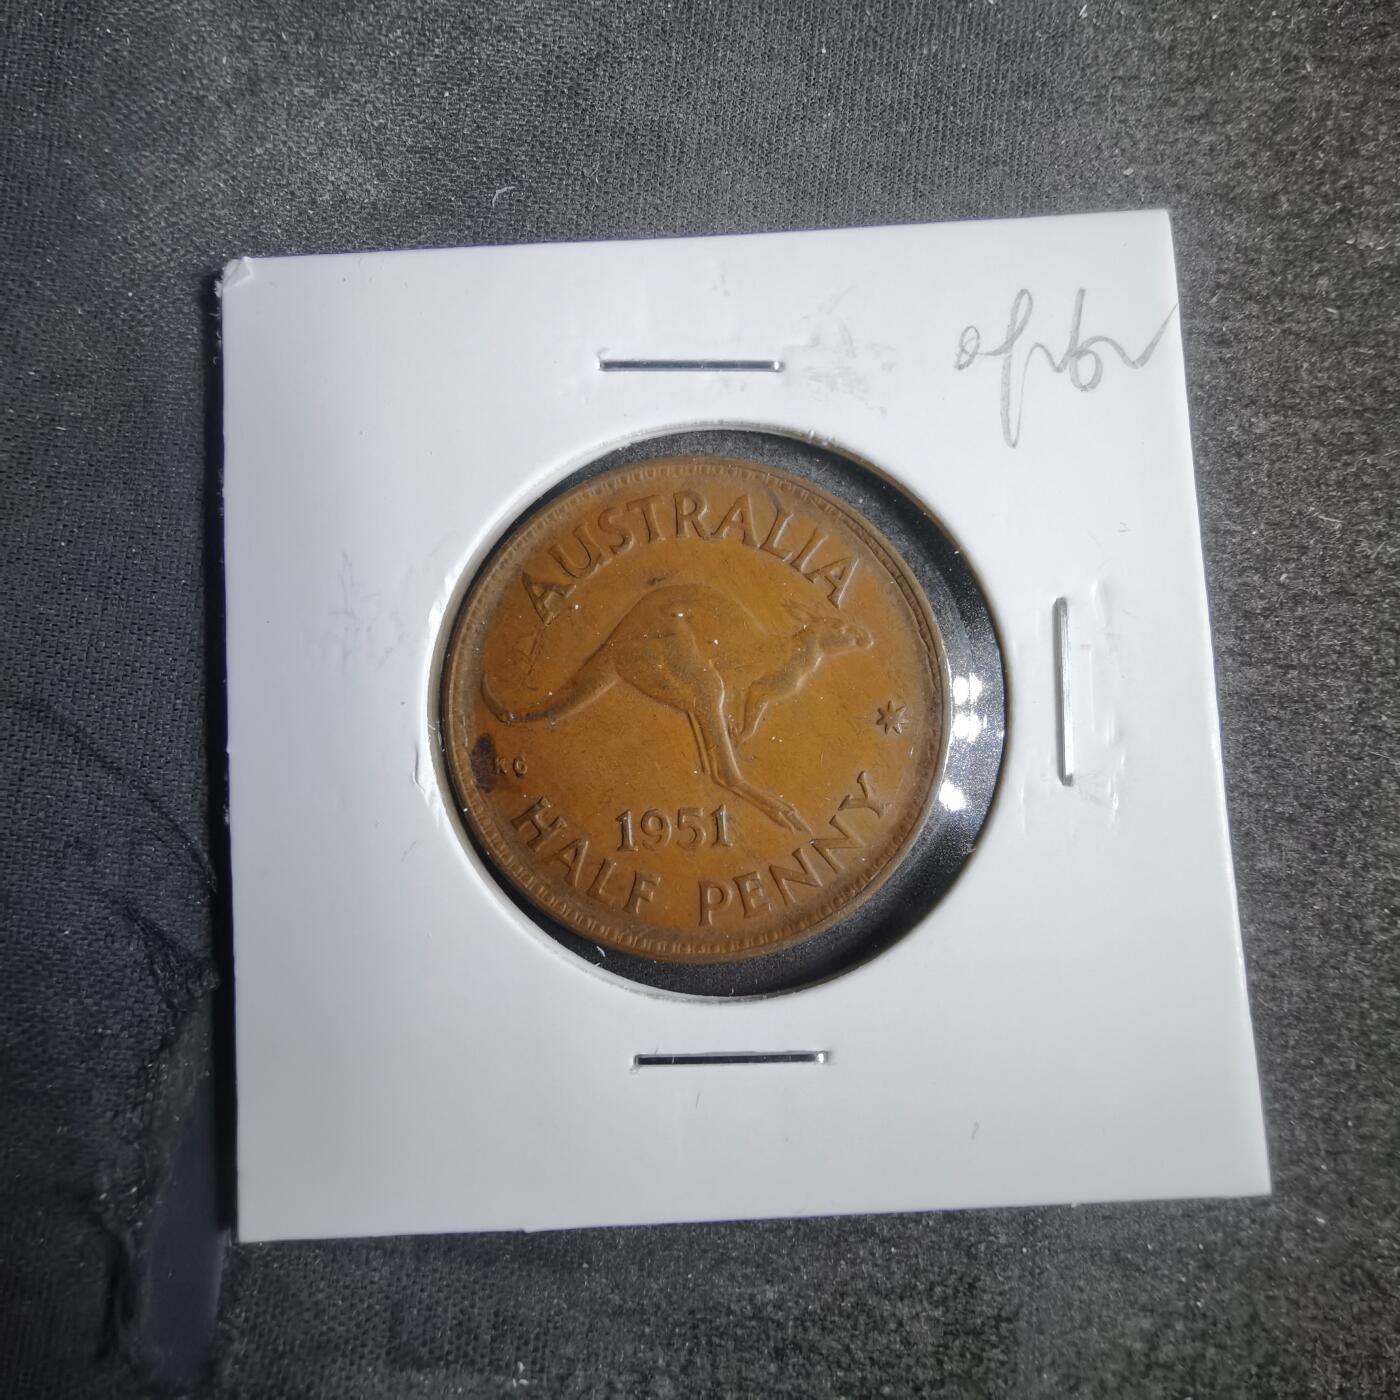 AUSTRALIA
KG
1951
HALF PENNY